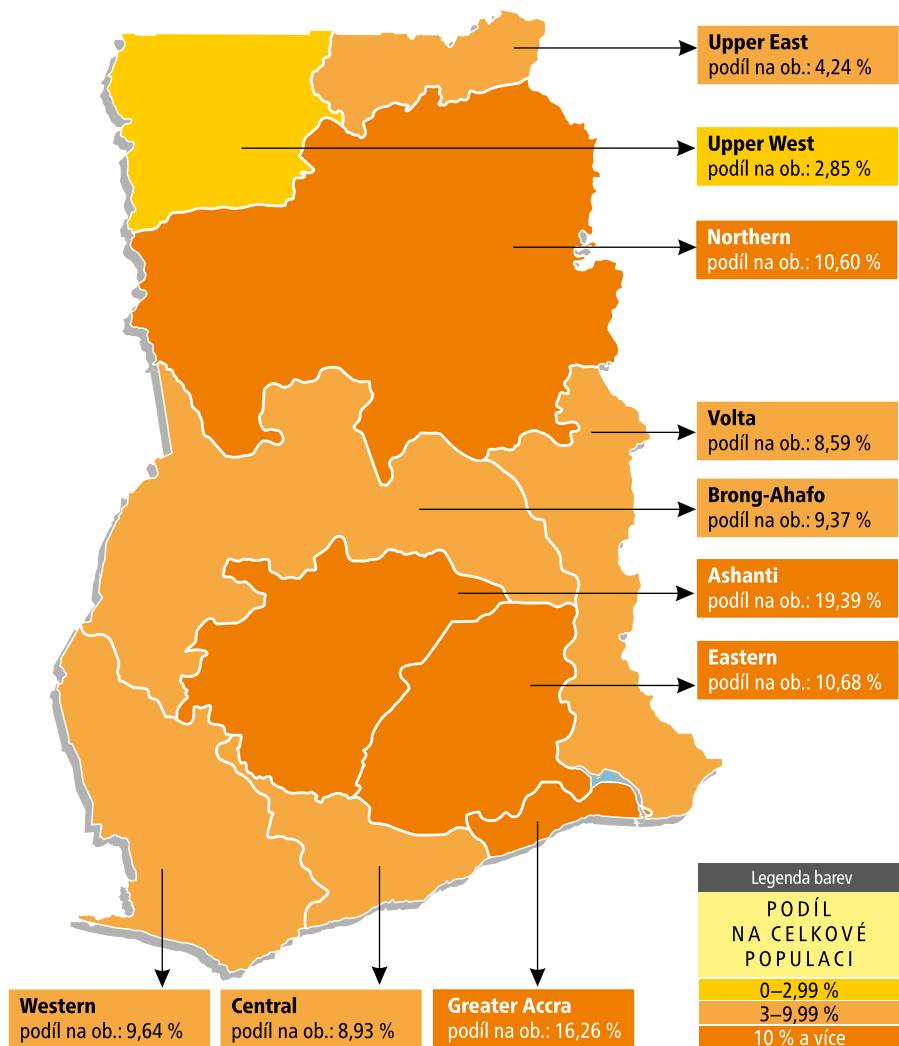 Upper East
podíl na ob.: 4,24 %
Upper West
podíl na ob.: 2,85 %
Northern
podíl na ob.: 10,60 %
Volta
podíl na ob.: 8,59 %
Brong-Ahafo
podíl na ob.: 9,37 %
Ashanti
podíl na ob.: 19,39 %
Eastern
podíl na ob.: 10,68 %
Western
podíl na ob.: 9,64 %
Central
podíl na ob.: 8,93 %
Greater Accra
podíl na ob.: 16,26 %
Legenda barev
PODÍL
NA CELKOVÉ
POPULACI
0–2,99 %
3–9,99 %
10 % a více